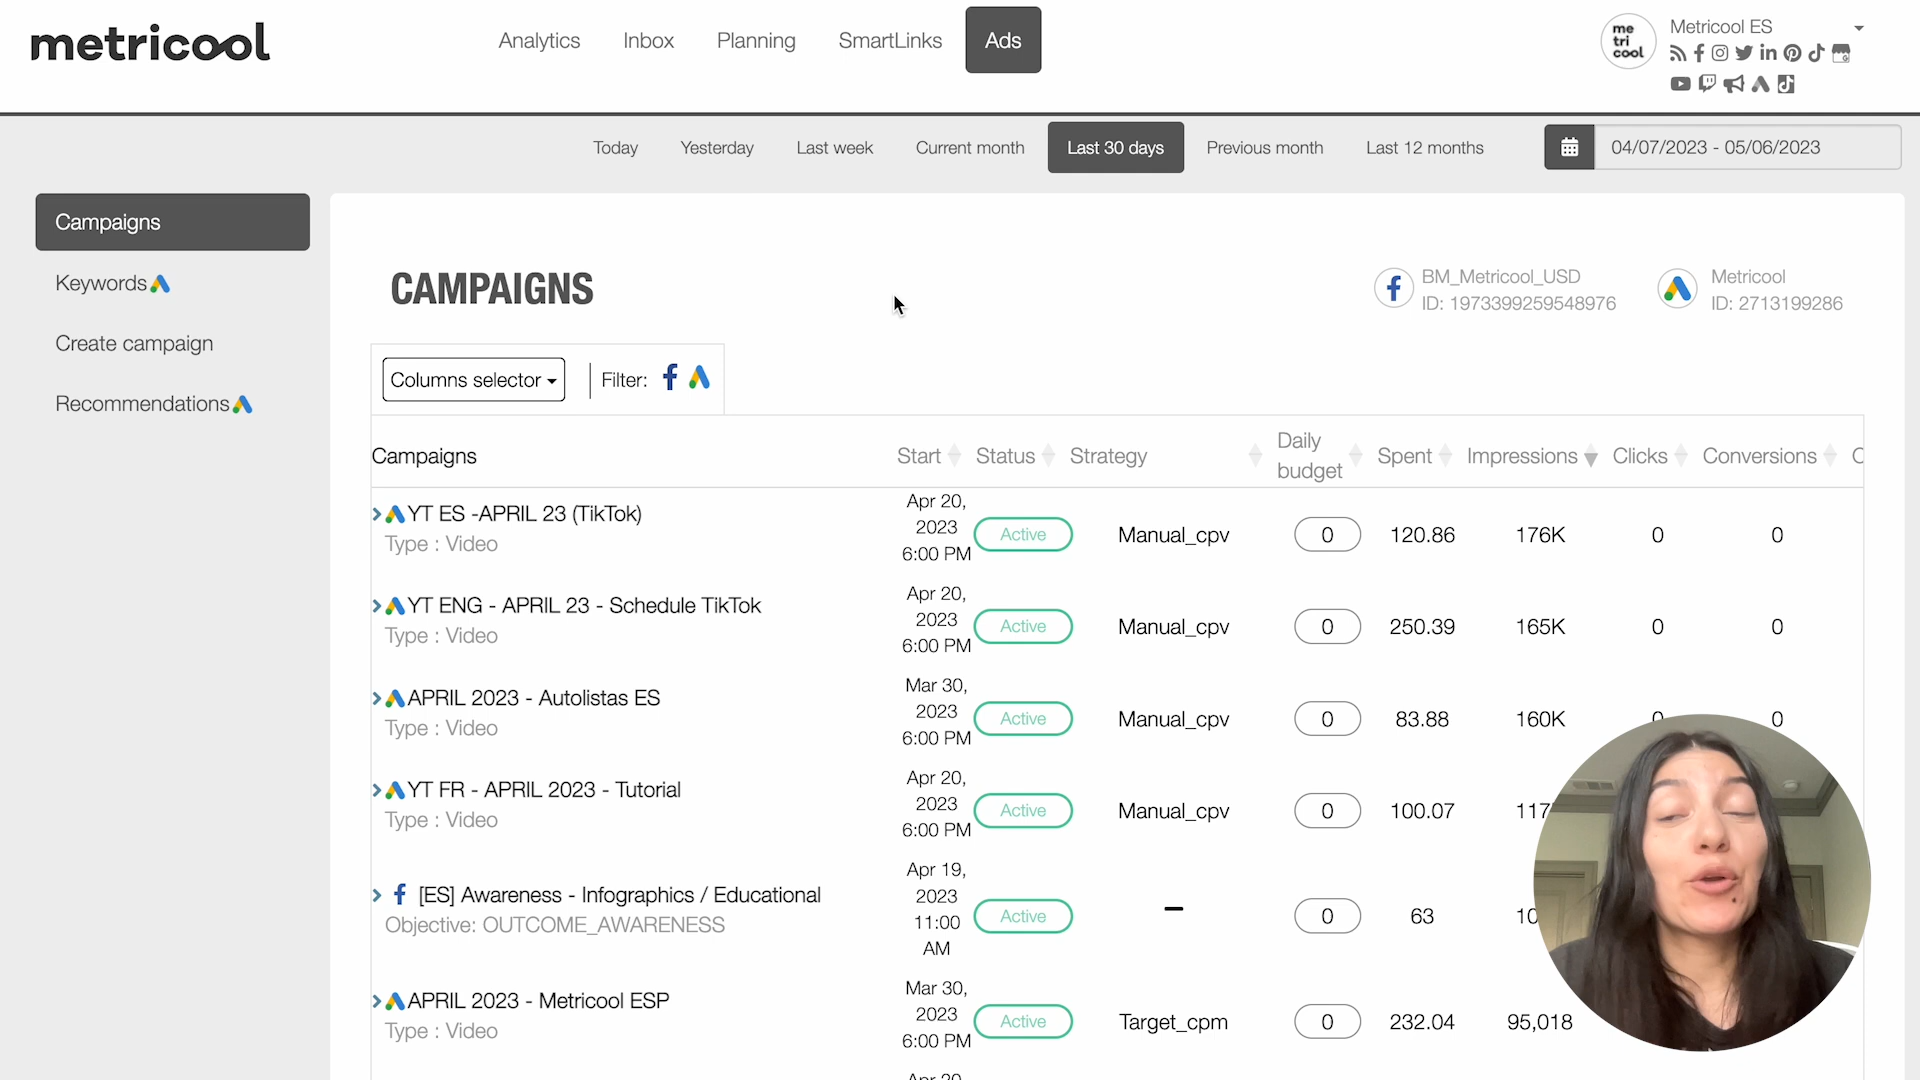 metricool
Analytics
Inbox
Planning
SmartLinks
Ads
me
tri
cool
Metricool ES
Today
Yesterday
Last week
Current month
Last 30 days
Previous month
Last 12 months
04/07/2023 - 05/06/2023
Campaigns
Keywords
Create campaign
Recommendations
CAMPAIGNS
BM_Metricool_USD
ID: 1973399259548976
Metricool
ID: 2713199286
Columns selector
Filter:
Campaigns
Start
Status
Strategy
Daily
budget
Spent
Impressions
Clicks
Conversions
C
YT ES -APRIL 23 (TikTok)
Type : Video
Apr 20,
2023
6:00 PM
Active
Manual_cpv
0
120.86
176K
0
0
YT ENG - APRIL 23 - Schedule TikTok
Type : Video
Apr 20,
2023
6:00 PM
Active
Manual_cpv
0
250.39
165K
0
0
APRIL 2023 - Autolistas ES
Type : Video
Mar 30,
2023
6:00 PM
Active
Manual_cpv
0
83.88
160K
0
0
YT FR - APRIL 2023 - Tutorial
Type : Video
Apr 20,
2023
6:00 PM
Active
Manual_cpv
0
100.07
117
[ES] Awareness - Infographics / Educational
Objective: OUTCOME_AWARENESS
Apr 19,
2023
11:00
AM
Active
–
0
63
10
APRIL 2023 - Metricool ESP
Type : Video
Mar 30,
2023
6:00 PM
Active
Target_cpm
0
232.04
95,018
Apr 20